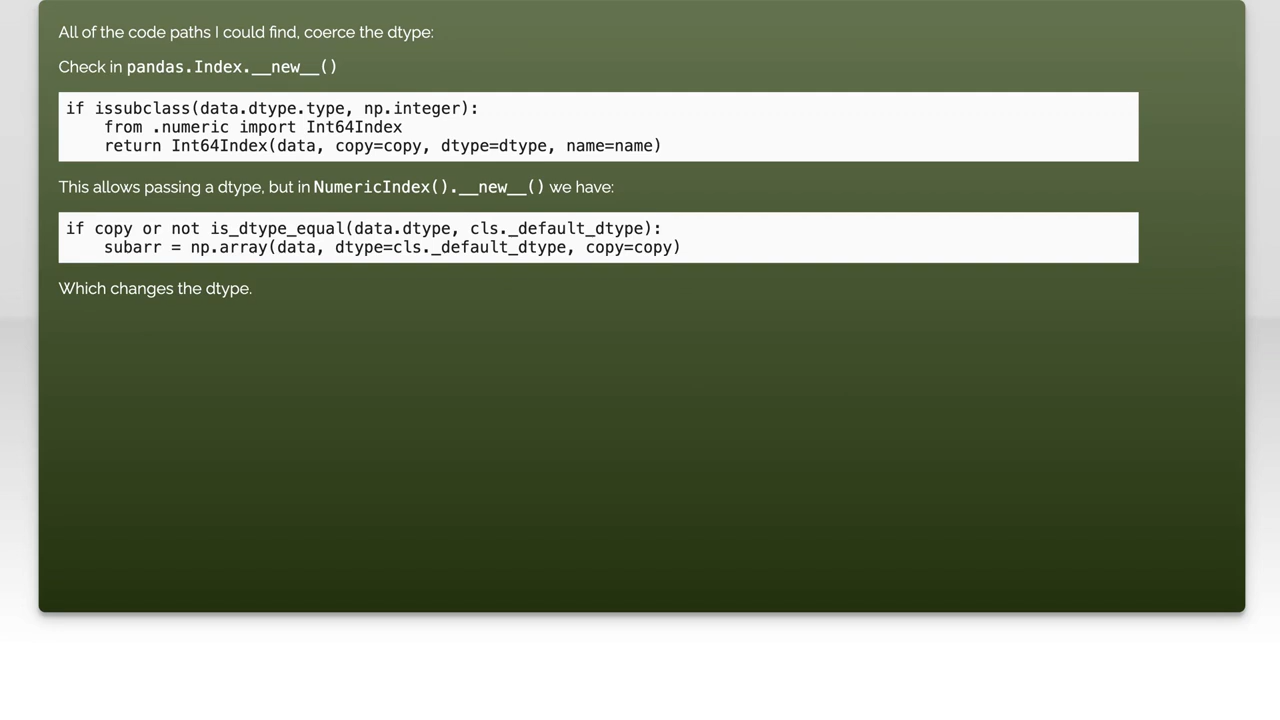 All of the code paths I could find, coerce the dtype:
Check in pandas.Index.__new__()
if issubclass(data.dtype.type, np.integer):
    from .numeric import Int64Index
    return Int64Index(data, copy=copy, dtype=dtype, name=name)
This allows passing a dtype, but in NumericIndex().__new__() we have:
if copy or not is_dtype_equal(data.dtype, cls._default_dtype):
    subarr = np.array(data, dtype=cls._default_dtype, copy=copy)
Which changes the dtype.